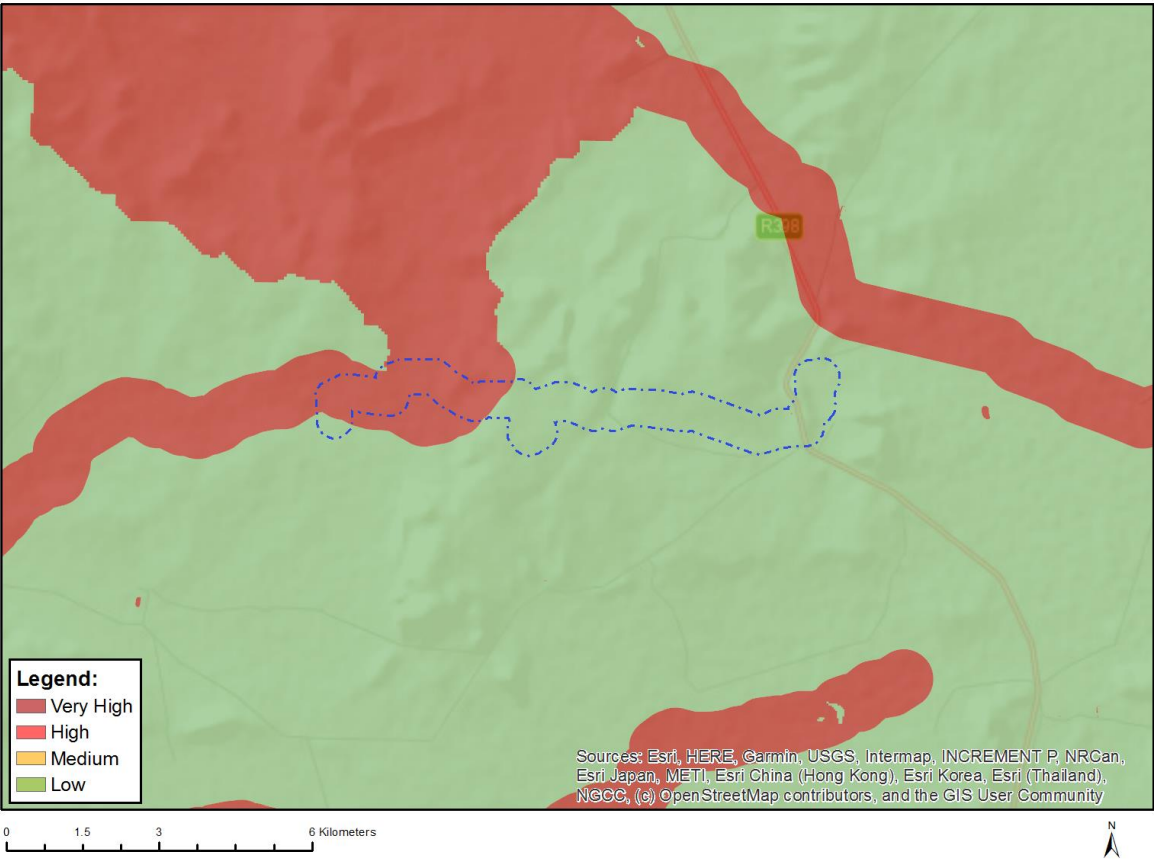 R398
Legend:
Very High
High
Medium
Low
Sources: Esri, HERE, Garmin, USGS, Intermap, INCREMENT P, NRCan,
Esri Japan, METI, Esri China (Hong Kong), Esri Korea, Esri (Thailand),
NGCC, (c) OpenStreetMap contributors, and the GIS User Community
0 1.5 3 6 Kilometers
N